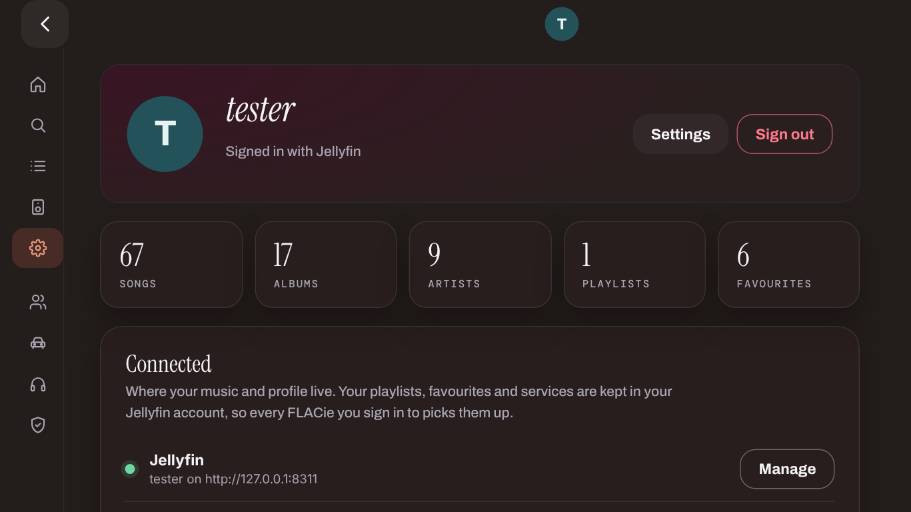 T
T
tester
Signed in with Jellyfin
Settings
Sign out
67
SONGS
17
ALBUMS
9
ARTISTS
1
PLAYLISTS
6
FAVOURITES
Connected
Where your music and profile live. Your playlists, favourites and services are kept in your
Jellyfin account, so every FLACie you sign in to picks them up.
Jellyfin
tester on http://127.0.0.1:8311
Manage